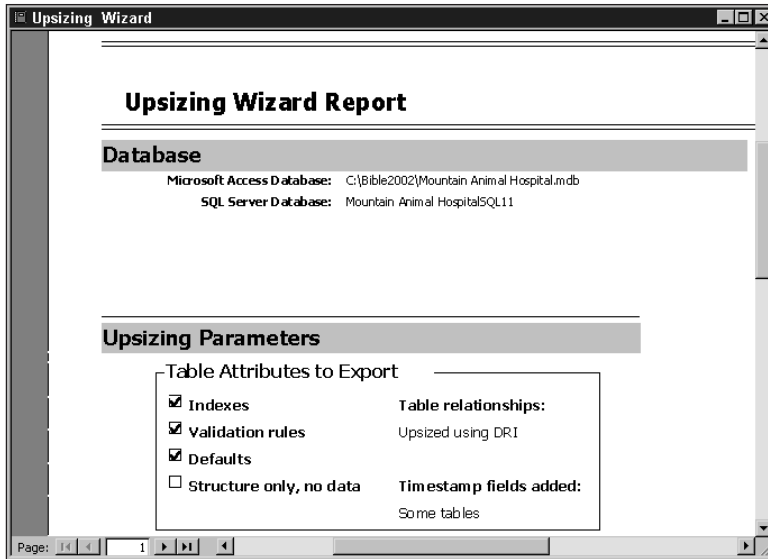 Upsizing Wizard
Upsizing Wizard Report
Database
Microsoft Access Database: C:\Bible2002\Mountain Animal Hospital.mdb
SQL Server Database: Mountain Animal HospitalSQL11
Upsizing Parameters
Table Attributes to Export
Indexes
Table relationships:
Validation rules
Upsized using DRI
Defaults
Structure only, no data
Timestamp fields added:
Some tables
Page: 1